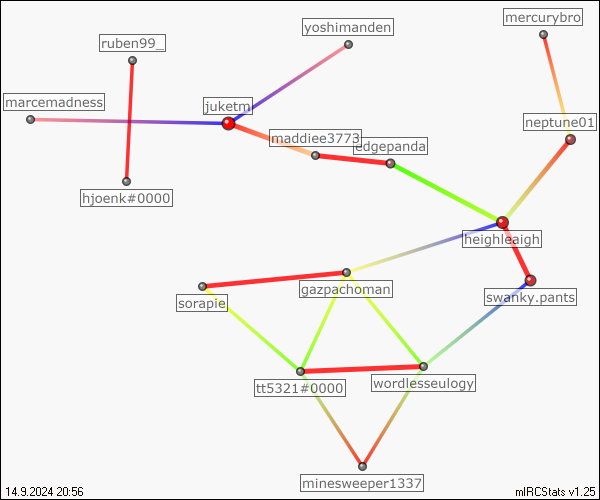 mercurybro
yoshimanden
ruben99_
marcemadness
juketm
neptune01
maddiee3773
edgepanda
hjoenk#0000
heighleaigh
gazpachoman
swanky.pants
sorapie
wordlesseulogy
tt5321#0000
minesweeper1337
14.9.2024 20:56
mIRCStats v1.25